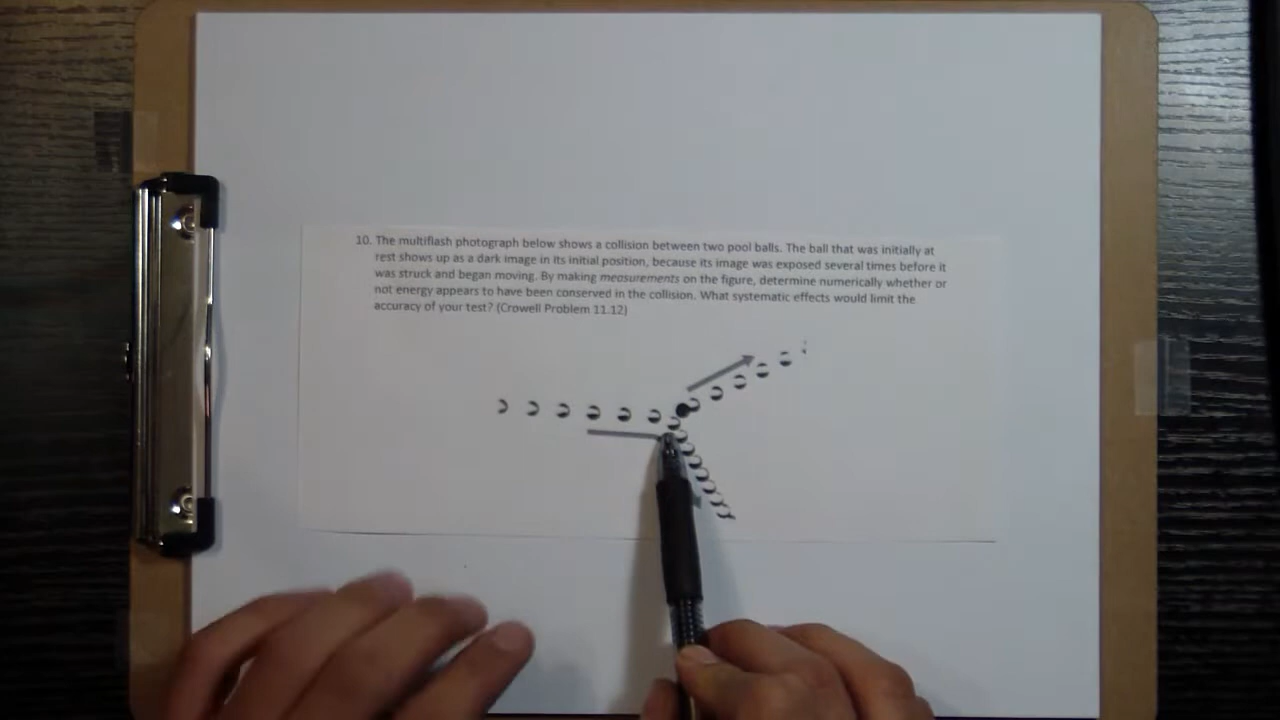 10. The multiflash photograph below shows a collision between two pool balls. The ball that was initially at
rest shows up as a dark image in its initial position, because its image was exposed several times before it
was struck and began moving. By making measurements on the figure, determine numerically whether or
not energy appears to have been conserved in the collision. What systematic effects would limit the
accuracy of your test? (Crowell Problem 11.12)